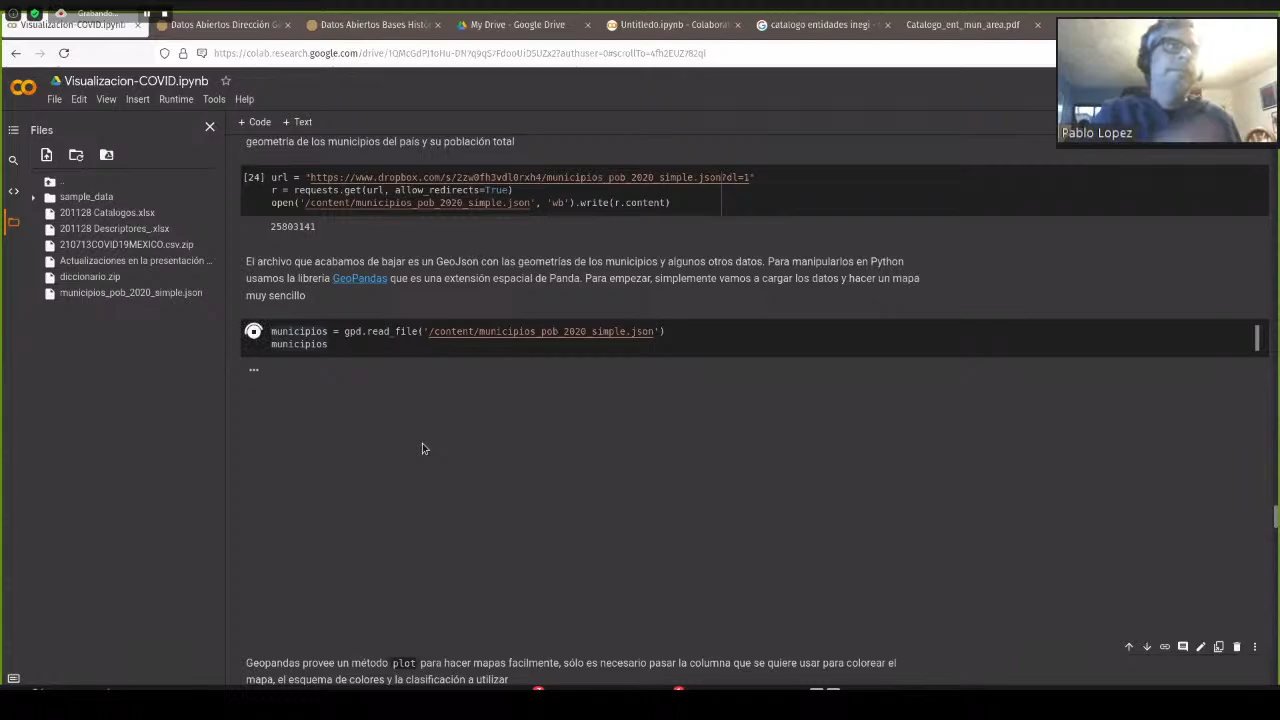 Grabando...
Visualizacion-COVID.ipynb
Datos Abiertos Dirección G
Datos Abiertos Bases Hist
My Drive - Google Drive
Untitled0.ipynb - Collabora
catalogo entidades inegi -
Catalogo_ent_mun_area.pdf
Visualizacion-COVID.ipynb
File Edit View Insert Runtime Tools Help
Pablo Lopez
Files
+ Code + Text
..
sample_data
201128 Catalogos.xlsx
201128 Descriptores_.xlsx
210713COVID19MEXICO.csv.zip
Actualizaciones en la presentación ...
diccionario.zip
municipios_pob_2020_simple.json
geometría de los municipios del país y su población total
[24] url = "https://www.dropbox.com/s/2zw0fh3vdl0rxh4/municipios_pob_2020_simple.json?dl=1"
r = requests.get(url, allow_redirects=True)
open('/content/municipios_pob_2020_simple.json', 'wb').write(r.content)
25803141
El archivo que acabamos de bajar es un GeoJson con las geometrías de los municipios y algunos otros datos. Para manipularlos en Python
usamos la librería GeoPandas que es una extensión espacial de Panda. Para empezar, simplemente vamos a cargar los datos y hacer un mapa
muy sencillo
municipios = gpd.read_file('/content/municipios_pob_2020_simple.json')
municipios
...
Geopandas provee un método plot para hacer mapas facilmente, sólo es necesario pasar la columna que se quiere usar para colorear el
mapa, el esquema de colores y la clasificación a utilizar